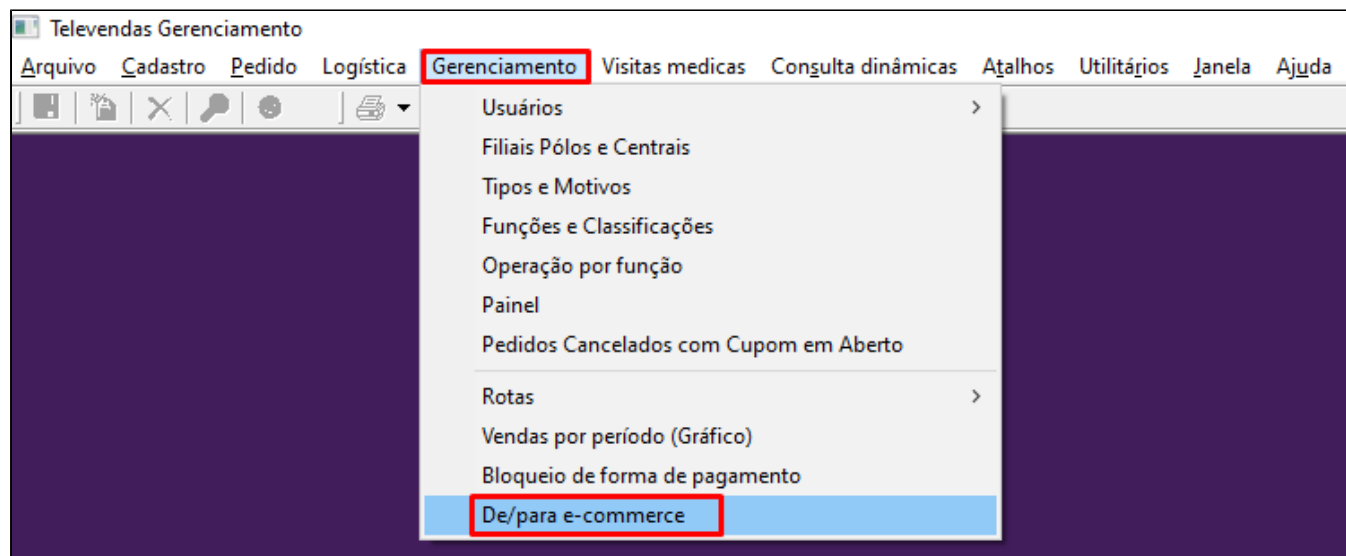 Televendas Gerenciamento
Arquivo Cadastro Pedido Logística Gerenciamento Visitas medicas Consulta dinâmicas Atalhos Utilitários Janela Ajuda
Usuários
Filiais Pólos e Centrais
Tipos e Motivos
Funções e Classificações
Operação por função
Painel
Pedidos Cancelados com Cupom em Aberto
Rotas
Vendas por período (Gráfico)
Bloqueio de forma de pagamento
De/para e-commerce